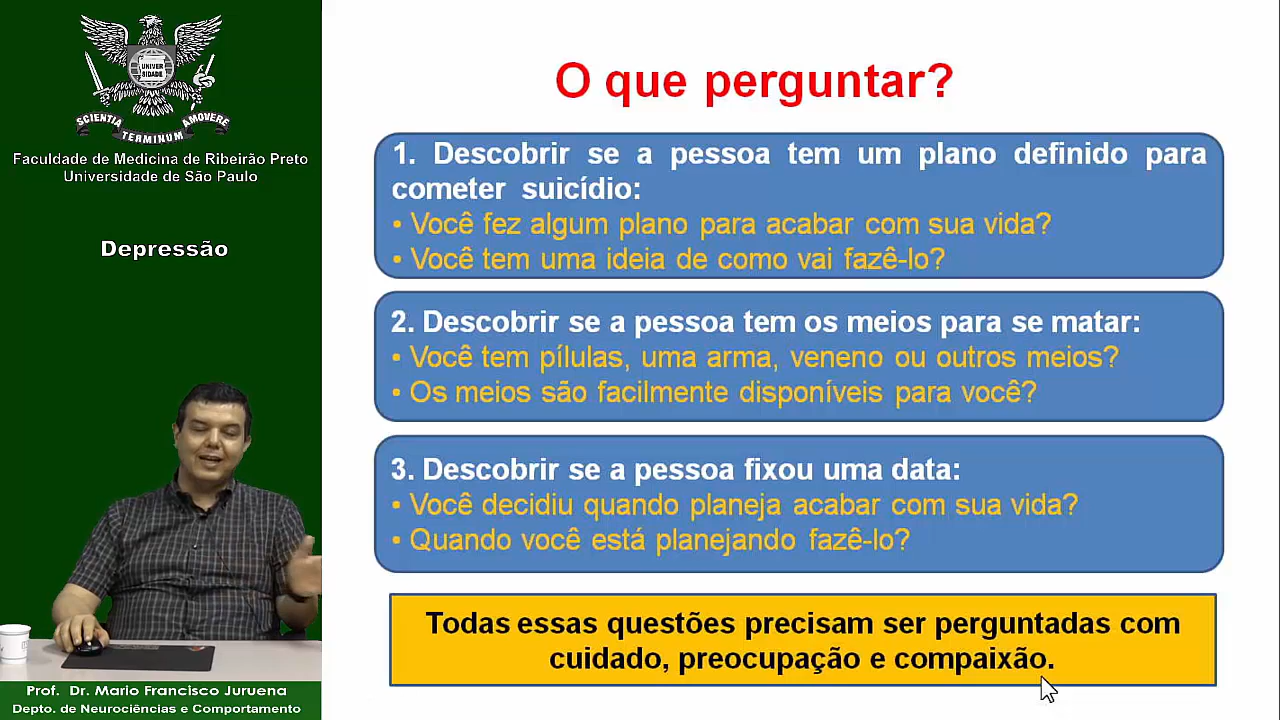 UNIVER
SIDADE
SCIENTIA
TERMINUM
AMOVERE
Faculdade de Medicina de Ribeirão Preto
Universidade de São Paulo
Depressão
Prof. Dr. Mario Francisco Juruena
Depto. de Neurociências e Comportamento
O que perguntar?
1. Descobrir se a pessoa tem um plano definido para
cometer suicídio:
• Você fez algum plano para acabar com sua vida?
• Você tem uma ideia de como vai fazê-lo?
2. Descobrir se a pessoa tem os meios para se matar:
• Você tem pílulas, uma arma, veneno ou outros meios?
• Os meios são facilmente disponíveis para você?
3. Descobrir se a pessoa fixou uma data:
• Você decidiu quando planeja acabar com sua vida?
• Quando você está planejando fazê-lo?
Todas essas questões precisam ser perguntadas com
cuidado, preocupação e compaixão.